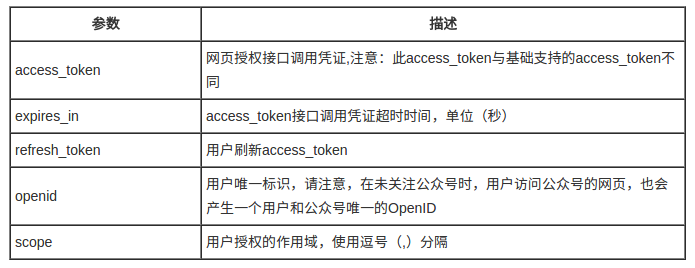 参数 描述
access_token 网页授权接口调用凭证,注意：此access_token与基础支持的access_token不
同
expires_in access_token接口调用凭证超时时间，单位（秒）
refresh_token 用户刷新access_token
openid 用户唯一标识，请注意，在未关注公众号时，用户访问公众号的网页，也会
产生一个用户和公众号唯一的OpenID
scope 用户授权的作用域，使用逗号（,）分隔